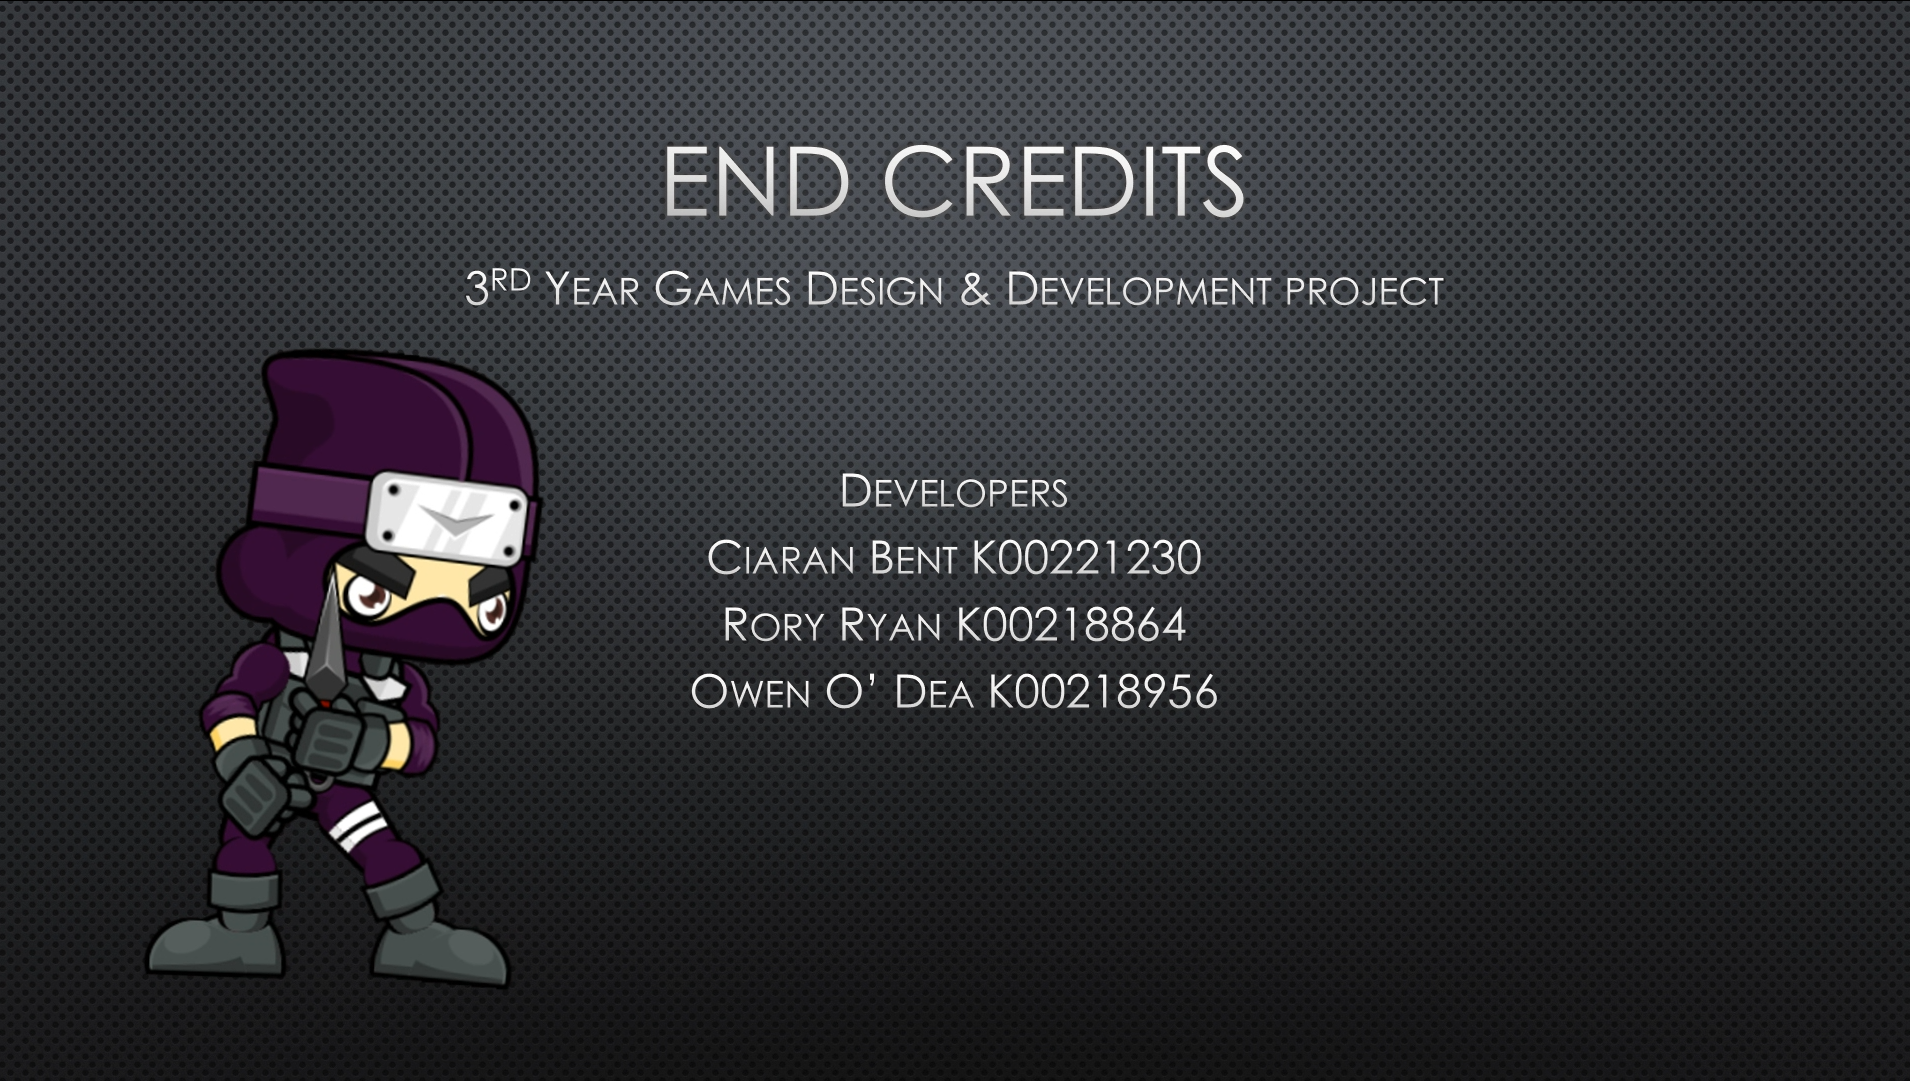 END CREDITS
3RD YEAR GAMES DESIGN & DEVELOPMENT PROJECT
DEVELOPERS
CIARAN BENT K00221230
RORY RYAN K00218864
OWEN O’ DEA K00218956